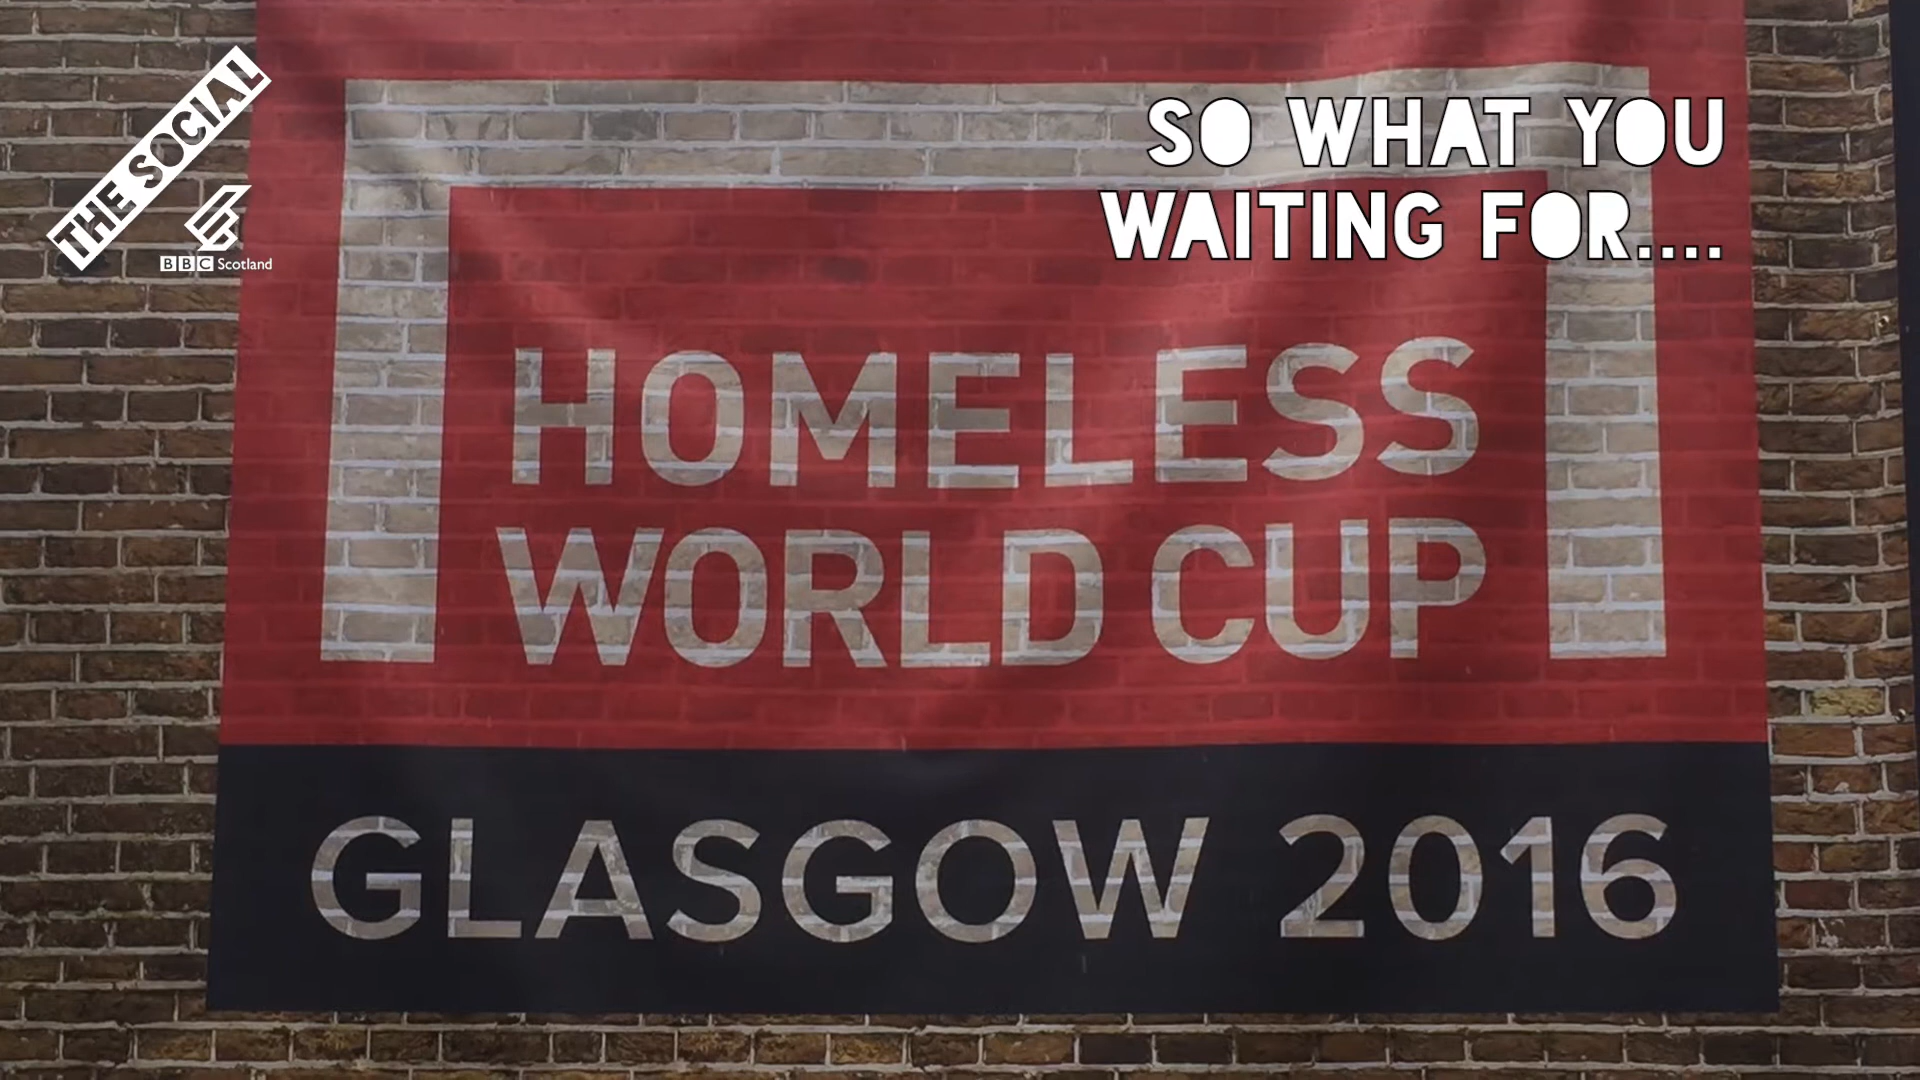 THE SOCIAL
BBC Scotland
SO WHAT YOU
WAITING FOR....
HOMELESS
WORLD CUP
GLASGOW 2016